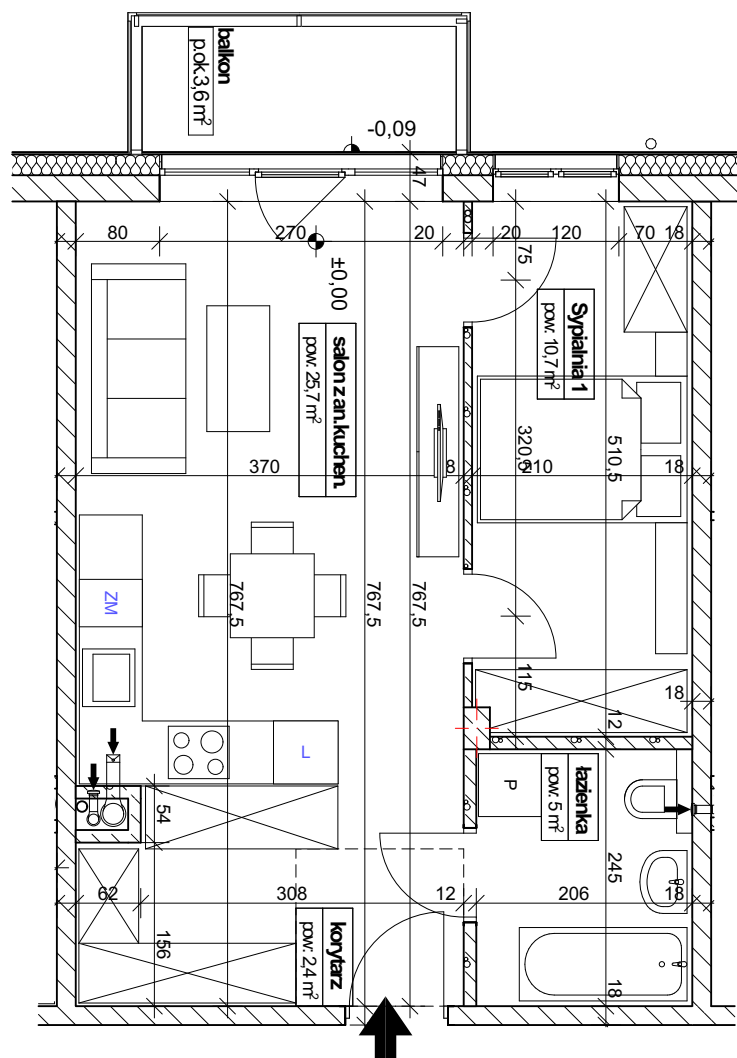 balkon
p.ok.3,6 m²
-0,09
47
80
270
20
20
120
70
18
75
±0,00
Sypialnia 1
pow. 10,7 m²
salon z an.kuchen.
pow. 25,7 m²
370
8
320,5
210
510,5
18
ZM
767,5
767,5
767,5
115
18
12
L
łazienka
pow. 5 m²
P
54
245
62
308
12
206
18
korytarz
pow. 2,4 m²
156
18